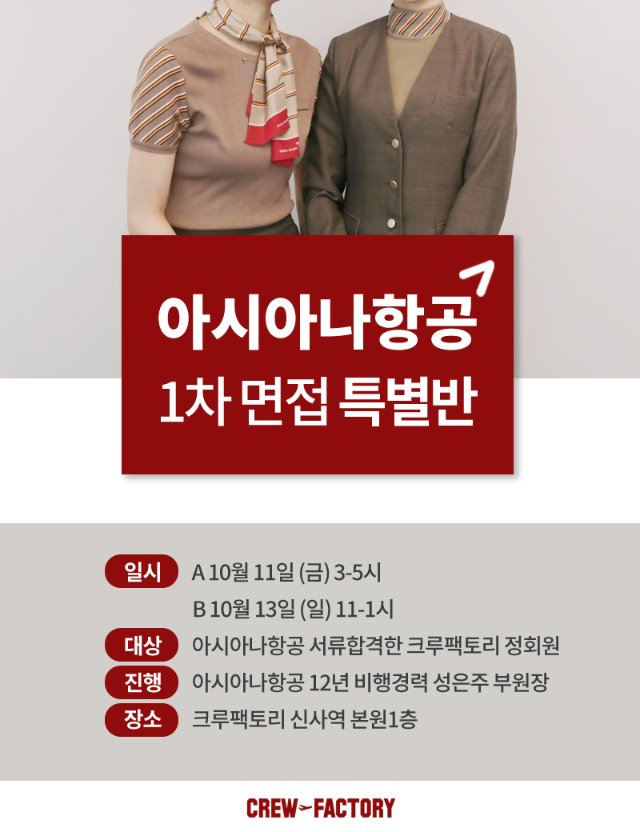 아시아나항공
1차 면접 특별반
일시 A 10월 11일 (금) 3-5시
B 10월 13일 (일) 11-1시
대상 아시아나항공 서류합격한 크루팩토리 정회원
진행 아시아나항공 12년 비행경력 성은주 부원장
장소 크루팩토리 신사역 본원1층
CREW FACTORY